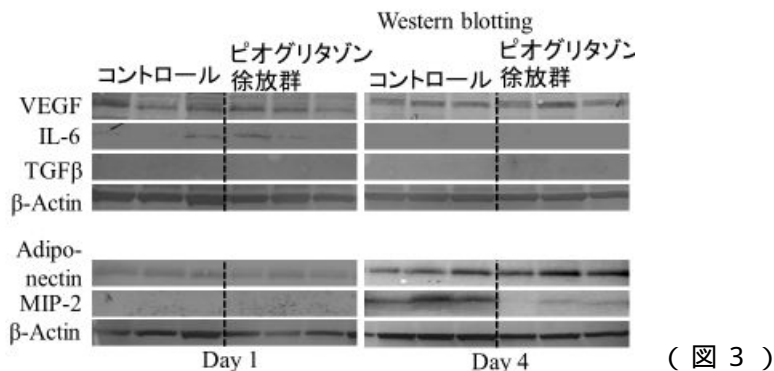 Western blotting
コントロール ピオグリタゾン徐放群 コントロール ピオグリタゾン徐放群
VEGF
IL-6
TGFβ
β-Actin
Adipo-
nectin
MIP-2
β-Actin
Day 1 Day 4
(図3)